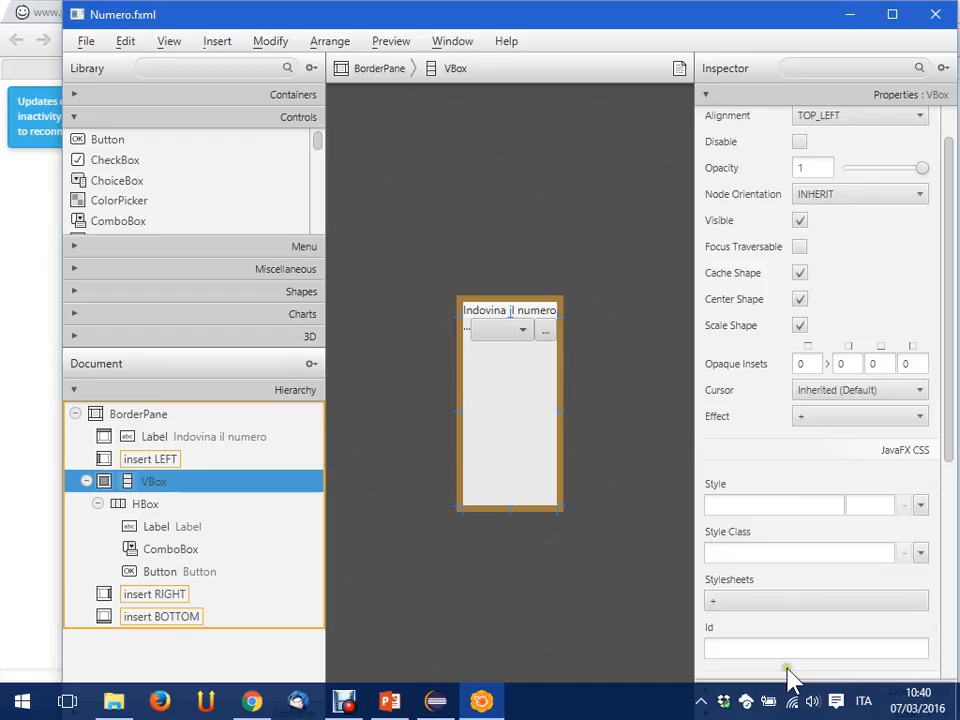 www.
Numero.fxml
File Edit View Insert Modify Arrange Preview Window Help
Library
BorderPane VBox
Inspector
Containers
Properties : VBox
Updates
inactivity
to reconn
Controls
Button
CheckBox
ChoiceBox
ColorPicker
ComboBox
Menu
Miscellaneous
Shapes
Charts
3D
Document
Hierarchy
BorderPane
Label Indovina il numero
insert LEFT
VBox
HBox
Label Label
ComboBox
Button Button
insert RIGHT
insert BOTTOM
Indovina il numero
... ...
Alignment TOP_LEFT
Disable
Opacity 1
Node Orientation INHERIT
Visible
Focus Traversable
Cache Shape
Center Shape
Scale Shape
Opaque Insets 0 0 0 0
Cursor Inherited (Default)
Effect +
JavaFX CSS
Style
Style Class
Stylesheets
+
Id
ITA
10:40
07/03/2016